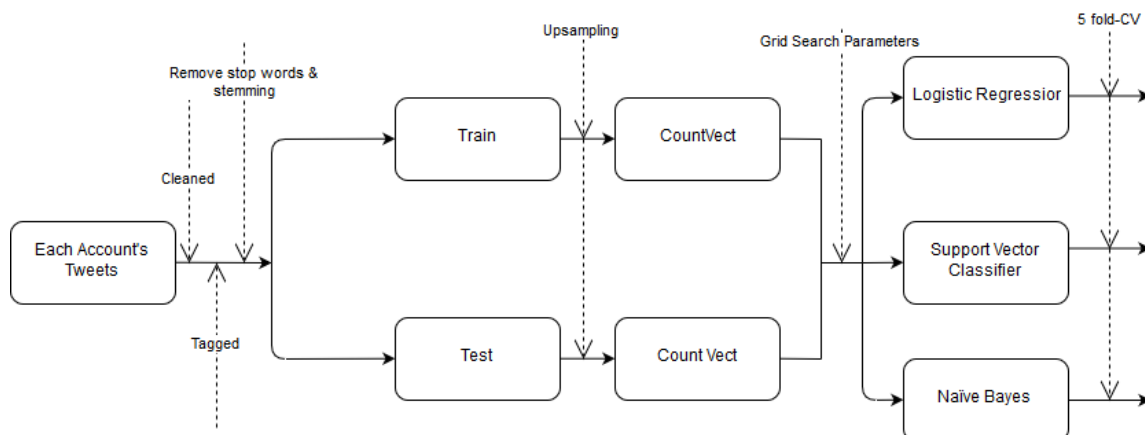 5 fold-CV
Upsampling
Grid Search Parameters
Remove stop words &
stemming
Logistic Regressior
Train
CountVect
Cleaned
Each Account's
Tweets
Support Vector
Classifier
Tagged
Test
Count Vect
Naïve Bayes